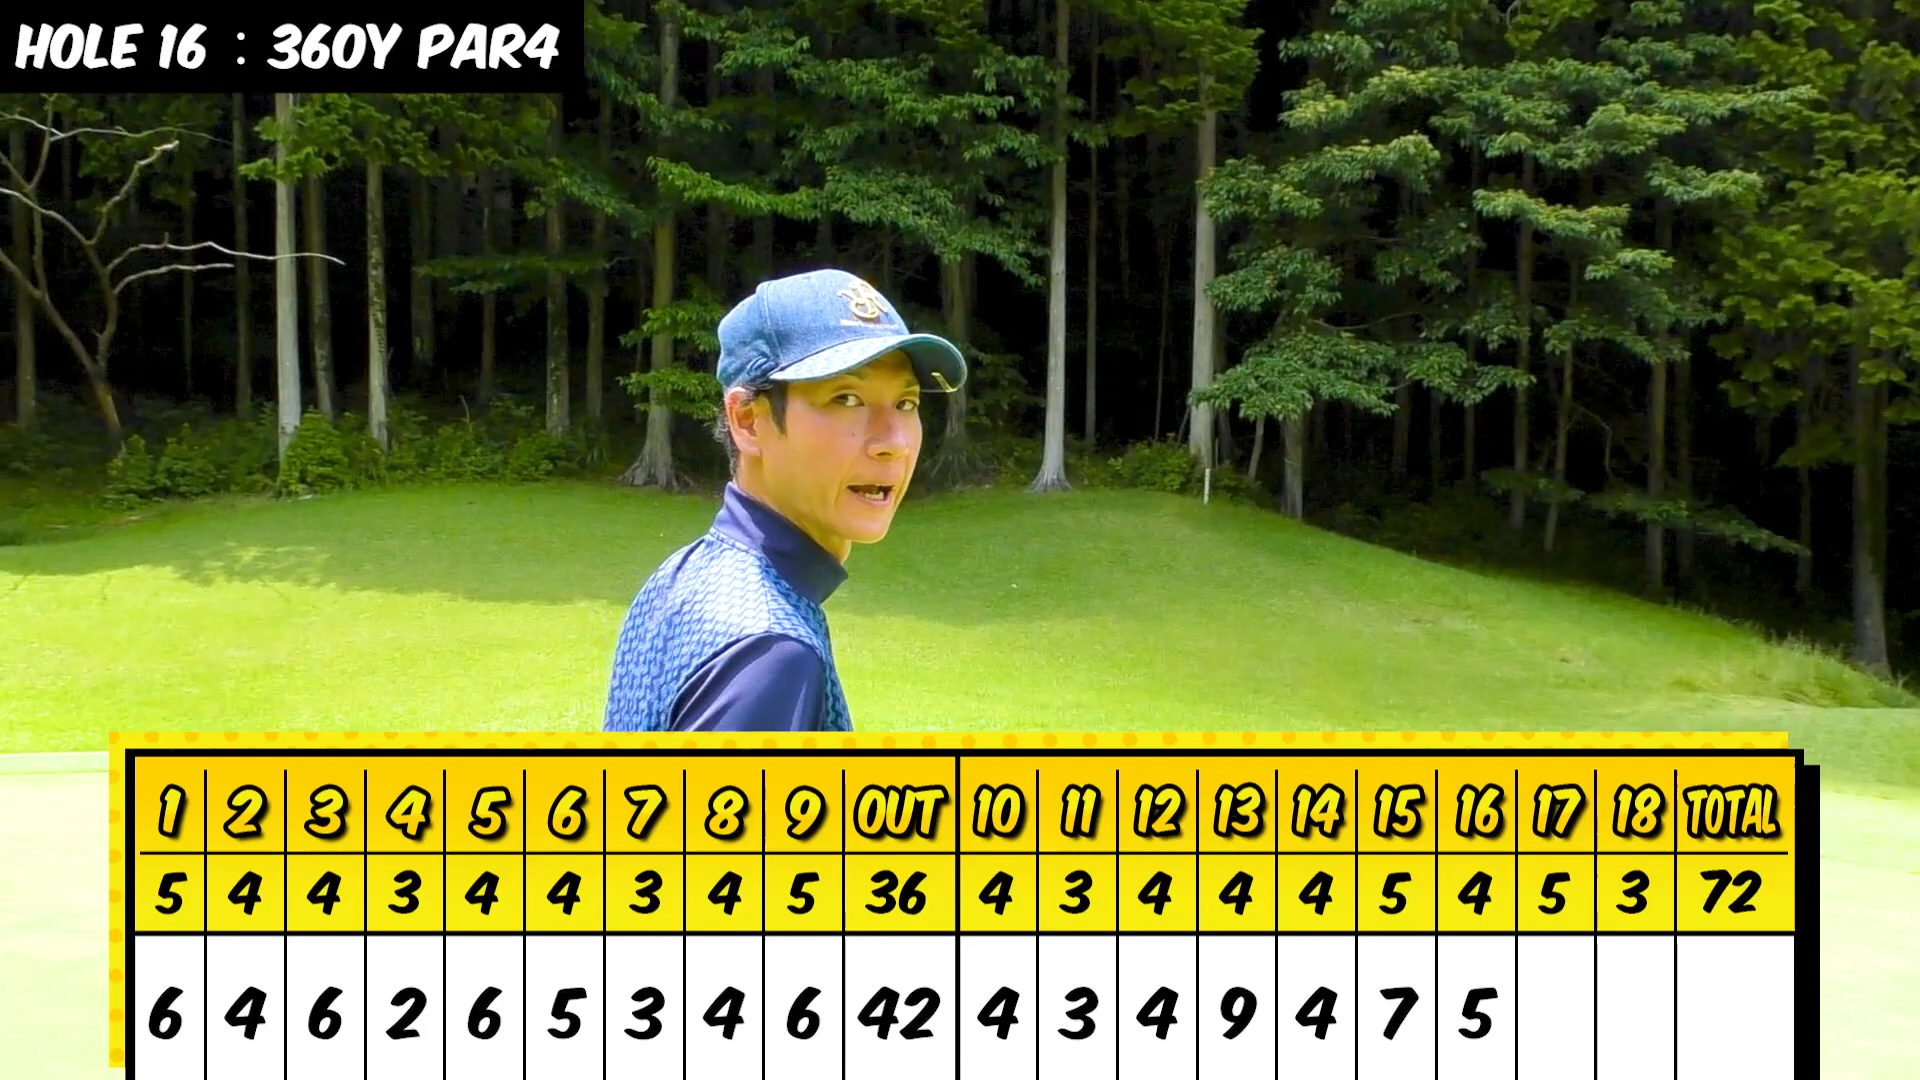 HOLE 16 : 360Y PAR4
1 2 3 4 5 6 7 8 9 OUT 10 11 12 13 14 15 16 17 18 TOTAL
5 4 4 3 4 4 3 4 5 36 4 3 4 4 4 5 4 5 3 72
6 4 6 2 6 5 3 4 6 42 4 3 4 9 4 7 5